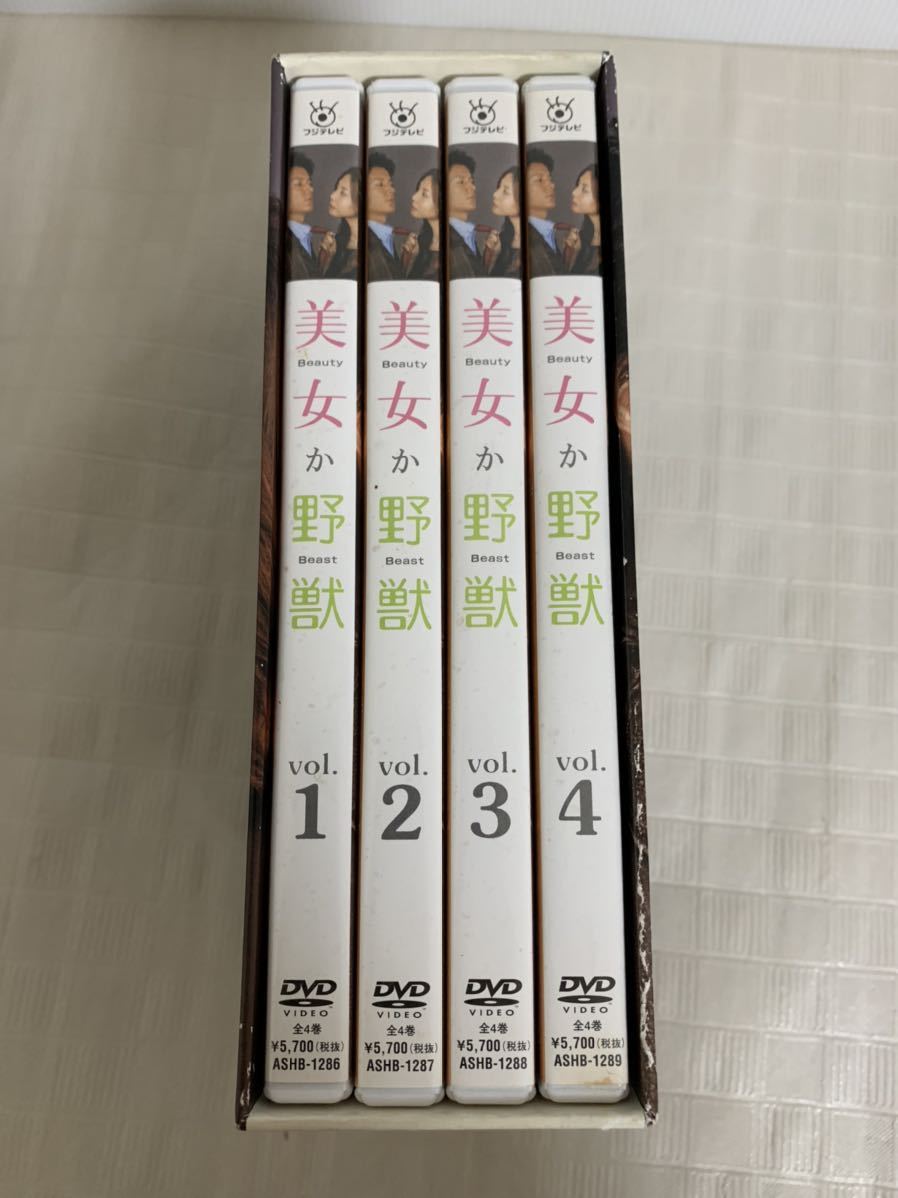 フジテレビ
美
Beauty
女
か
野
Beast
獣
vol.
1
DVD
VIDEO
全4巻
¥5,700(税抜)
ASHB-1286
フジテレビ
美
Beauty
女
か
野
Beast
獣
vol.
2
DVD
VIDEO
全4巻
¥5,700(税抜)
ASHB-1287
フジテレビ
美
Beauty
女
か
野
Beast
獣
vol.
3
DVD
VIDEO
全4巻
¥5,700(税抜)
ASHB-1288
フジテレビ
美
Beauty
女
か
野
Beast
獣
vol.
4
DVD
VIDEO
全4巻
¥5,700(税抜)
ASHB-1289